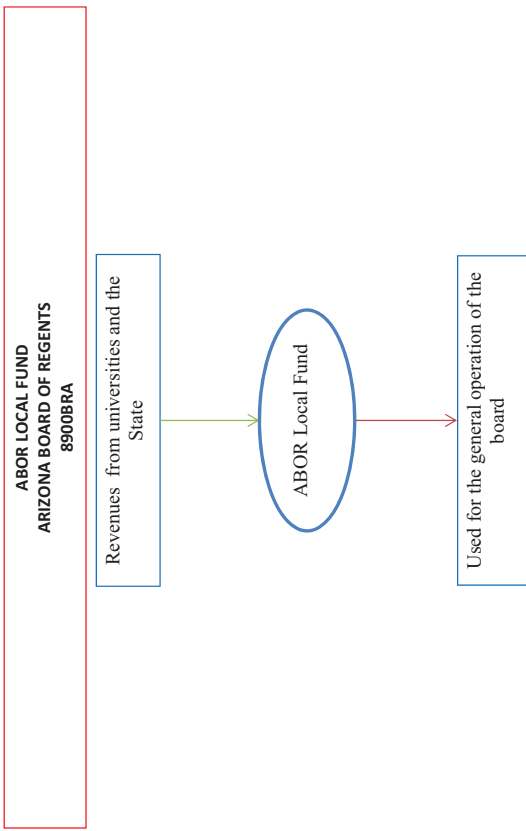 ABOR LOCAL FUND
ARIZONA BOARD OF REGENTS
8900BRA
Revenues from universities and the
State
ABOR Local Fund
Used for the general operation of the
board